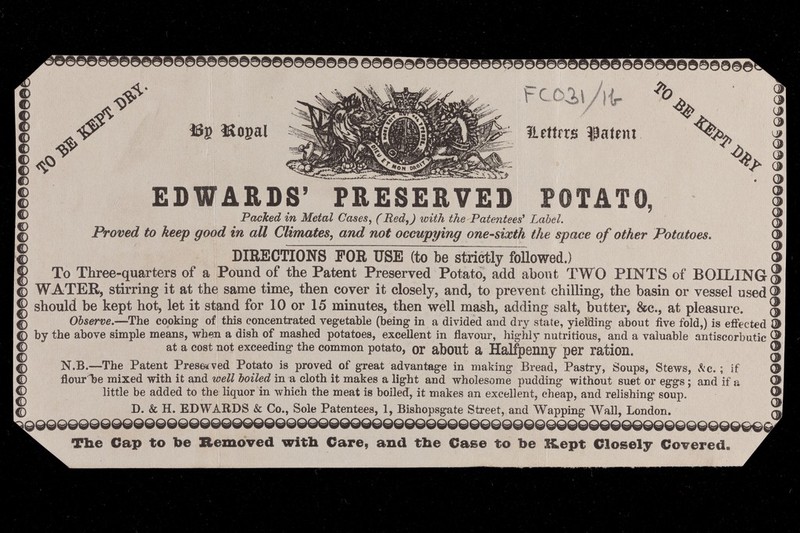 TO BE KEPT DRY.
FC031/16
TO BE KEPT DRY.
By Royal
Letters Patent
HONI SOIT QUI MAL Y PENSE
DIEU ET MON DROIT
EDWARDS' PRESERVED POTATO,
Packed in Metal Cases, (Red,) with the Patentees' Label.
Proved to keep good in all Climates, and not occupying one-sixth the space of other Potatoes.
DIRECTIONS FOR USE (to be strictly followed.)
To Three-quarters of a Pound of the Patent Preserved Potato, add about TWO PINTS of BOILING
WATER, stirring it at the same time, then cover it closely, and, to prevent chilling, the basin or vessel used
should be kept hot, let it stand for 10 or 15 minutes, then well mash, adding salt, butter, &c., at pleasure.
Observe.—The cooking of this concentrated vegetable (being in a divided and dry state, yielding about five fold,) is effected
by the above simple means, when a dish of mashed potatoes, excellent in flavour, highly nutritious, and a valuable antiscorbutic
at a cost not exceeding the common potato, or about a Halfpenny per ration.
N.B.—The Patent Preserved Potato is proved of great advantage in making Bread, Pastry, Soups, Stews, &c.; if
flour be mixed with it and well boiled in a cloth it makes a light and wholesome pudding without suet or eggs; and if a
little be added to the liquor in which the meat is boiled, it makes an excellent, cheap, and relishing soup.
D. & H. EDWARDS & Co., Sole Patentees, 1, Bishopsgate Street, and Wapping Wall, London.
The Cap to be Removed with Care, and the Case to be Kept Closely Covered.